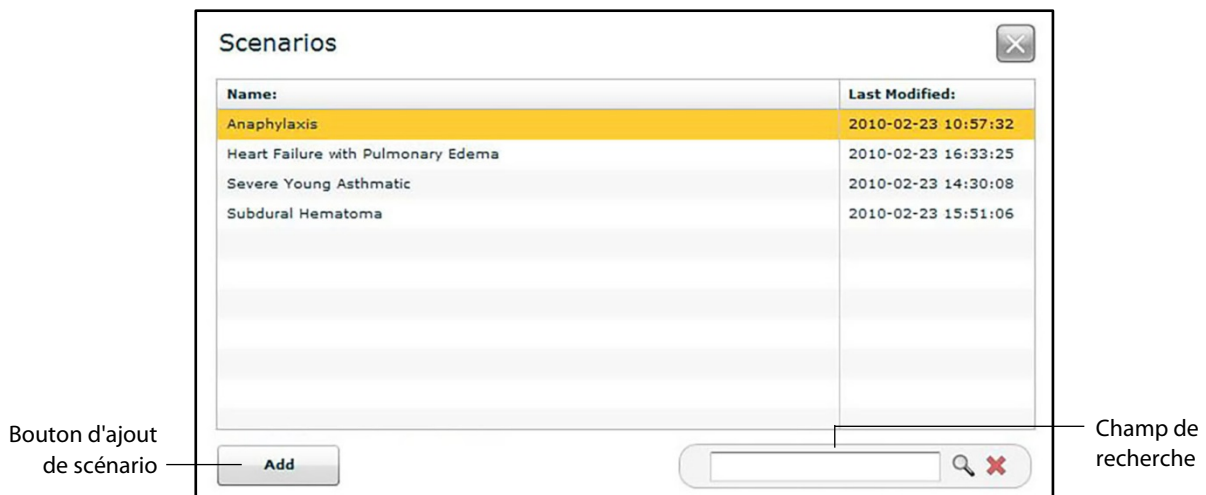 Scenarios
Name: Last Modified:
Anaphylaxis 2010-02-23 10:57:32
Heart Failure with Pulmonary Edema 2010-02-23 16:33:25
Severe Young Asthmatic 2010-02-23 14:30:08
Subdural Hematoma 2010-02-23 15:51:06
Bouton d'ajout
de scénario
Add
Champ de
recherche